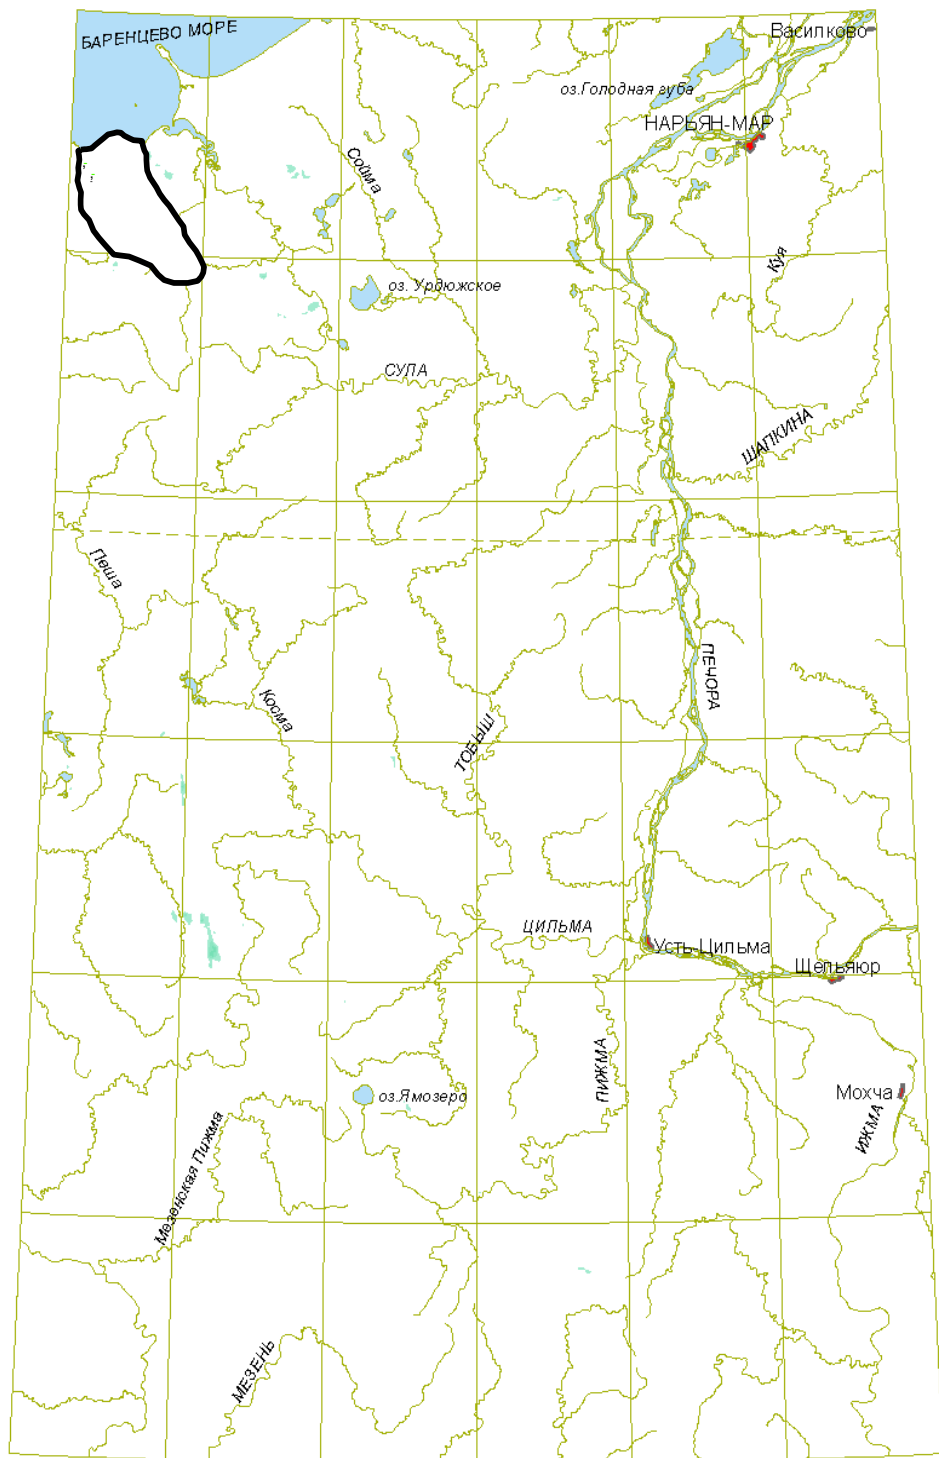 БАРЕНЦЕВО МОРЕ
Василково
оз.Голодная губа
НАРЬЯН-МАР
Сойма
Куя
оз. Урдюжское
СУЛА
ШАПКИНА
Пеша
ПЕЧОРА
Косма
ТОБЫШ
ЦИЛЬМА
Усть-Цильма
Щельяюр
ПИЖМА
Мохча
оз.Ямозеро
ИЖМА
Мезенская Пижма
МЕЗЕНЬ